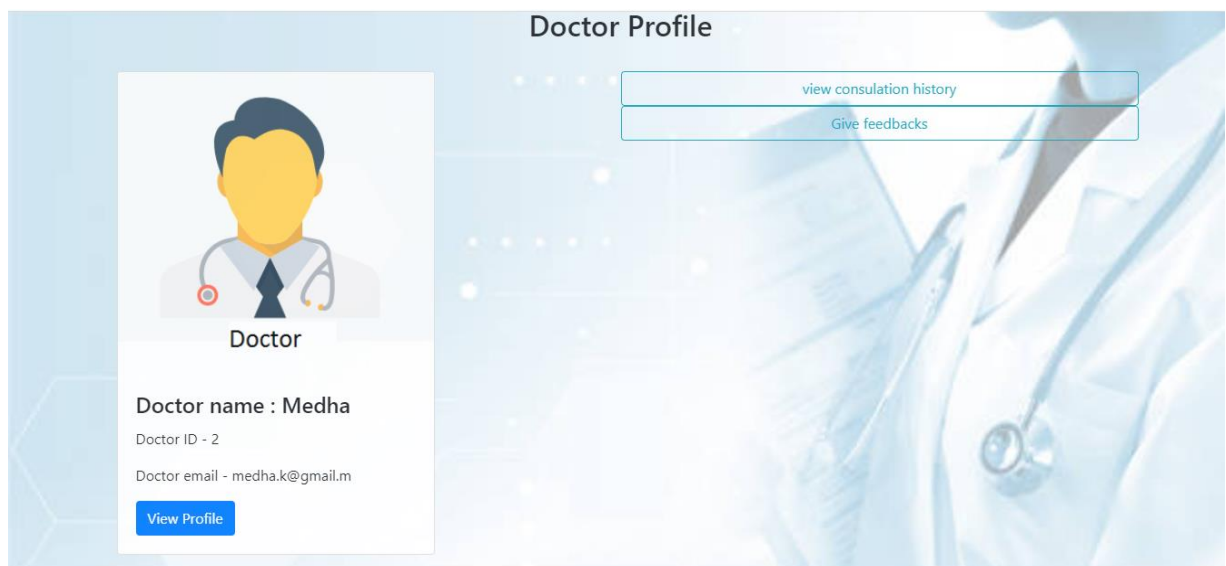 Doctor Profile
view consulation history
Give feedbacks
Doctor
Doctor name : Medha
Doctor ID - 2
Doctor email - medha.k@gmail.m
View Profile